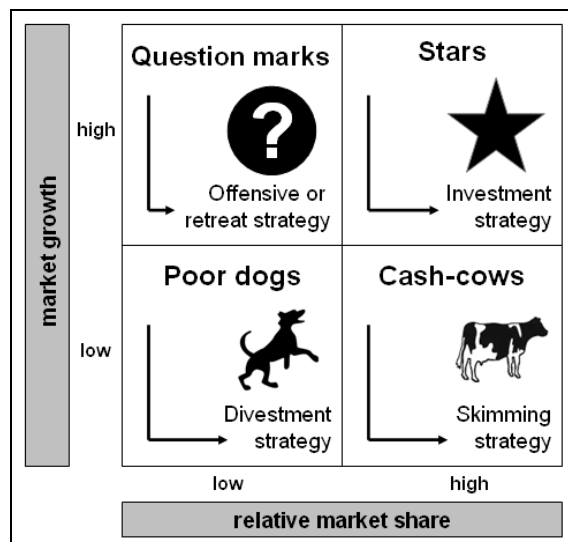 Question marks
Stars
?
high
Offensive or
retreat strategy
Investment
strategy
market growth
Poor dogs
Cash-cows
low
Divestment
strategy
Skimming
strategy
low
high
relative market share